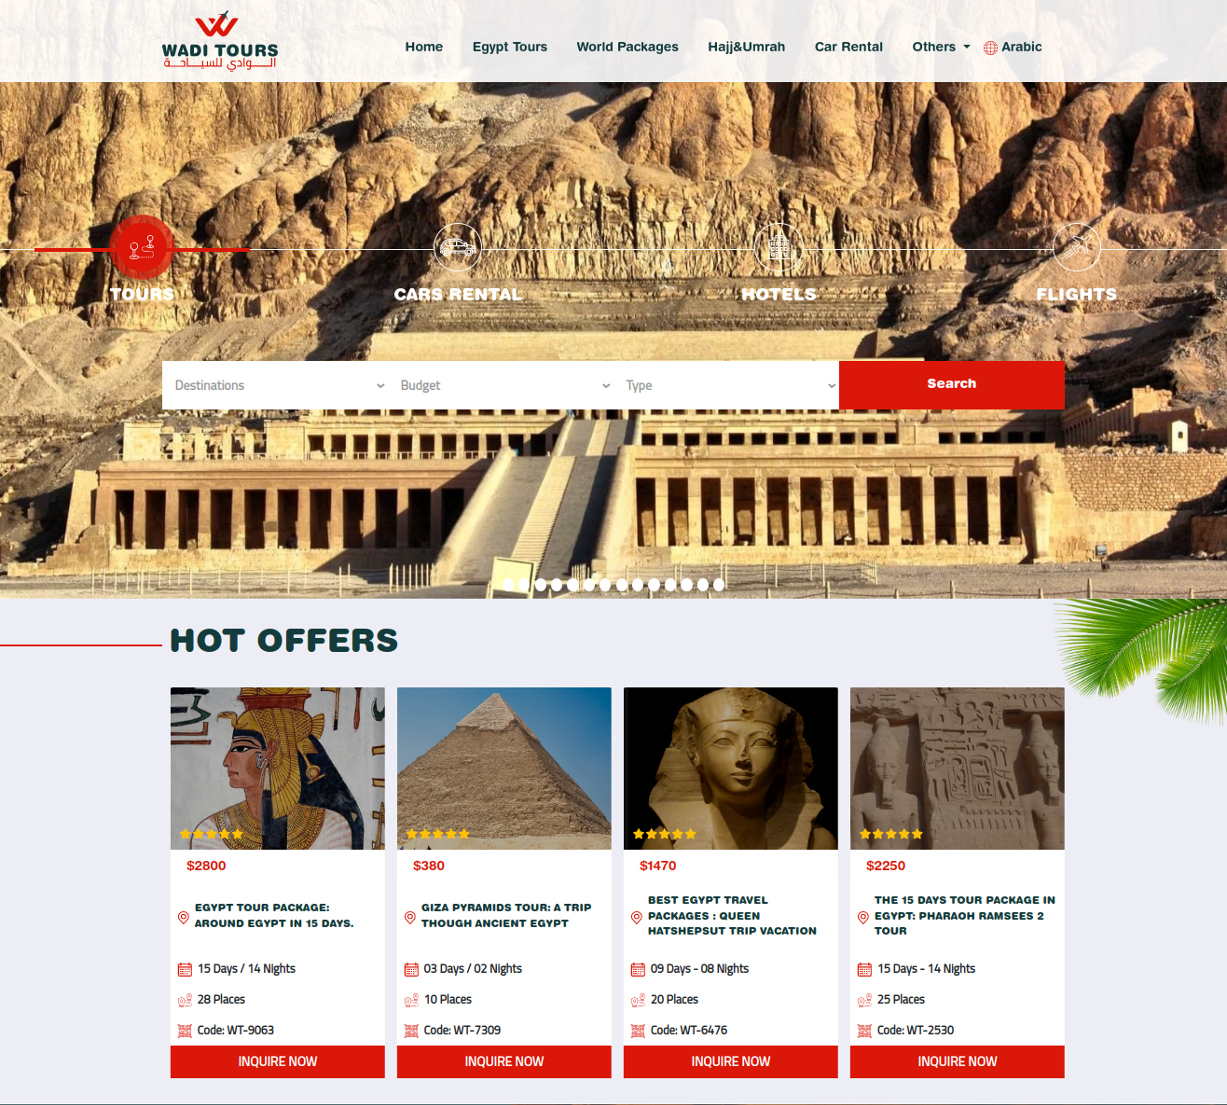 WADI TOURS
الـــوادي للسيـــاحـــة
Home
Egypt Tours
World Packages
Hajj&Umrah
Car Rental
Others
Arabic
TOURS
CARS RENTAL
HOTELS
FLIGHTS
Destinations
Budget
Type
Search
HOT OFFERS
$2800
EGYPT TOUR PACKAGE:
AROUND EGYPT IN 15 DAYS.
15 Days / 14 Nights
28 Places
Code: WT-9063
INQUIRE NOW
$380
GIZA PYRAMIDS TOUR: A TRIP
THOUGH ANCIENT EGYPT
03 Days / 02 Nights
10 Places
Code: WT-7309
INQUIRE NOW
$1470
BEST EGYPT TRAVEL
PACKAGES : QUEEN
HATSHEPSUT TRIP VACATION
09 Days - 08 Nights
20 Places
Code: WT-6476
INQUIRE NOW
$2250
THE 15 DAYS TOUR PACKAGE IN
EGYPT: PHARAOH RAMSEES 2
TOUR
15 Days - 14 Nights
25 Places
Code: WT-2530
INQUIRE NOW